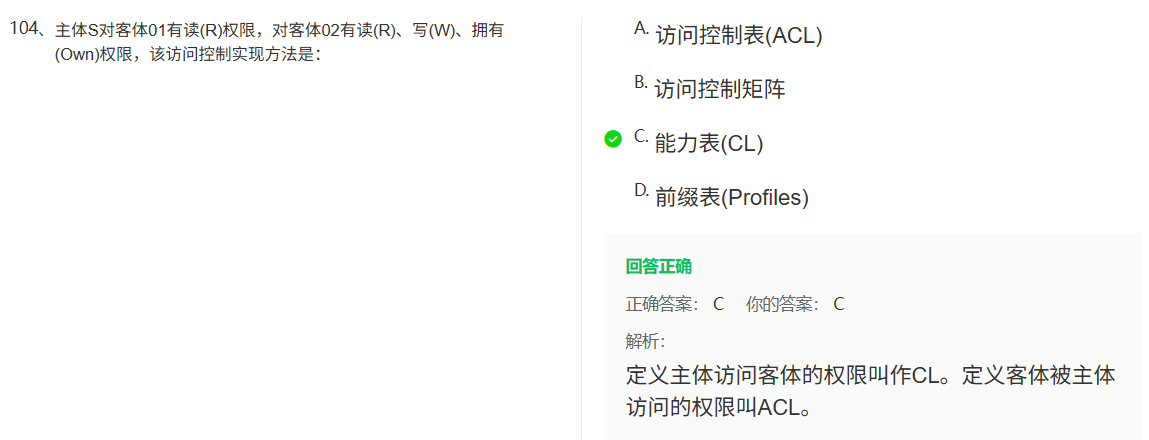 104、主体S对客体01有读(R)权限，对客体02有读(R)、写(W)、拥有
(Own)权限，该访问控制实现方法是：
A. 访问控制表(ACL)
B. 访问控制矩阵
C. 能力表(CL)
D. 前缀表(Profiles)
回答正确
正确答案： C 你的答案： C
解析：
定义主体访问客体的权限叫作CL。定义客体被主体
访问的权限叫ACL。